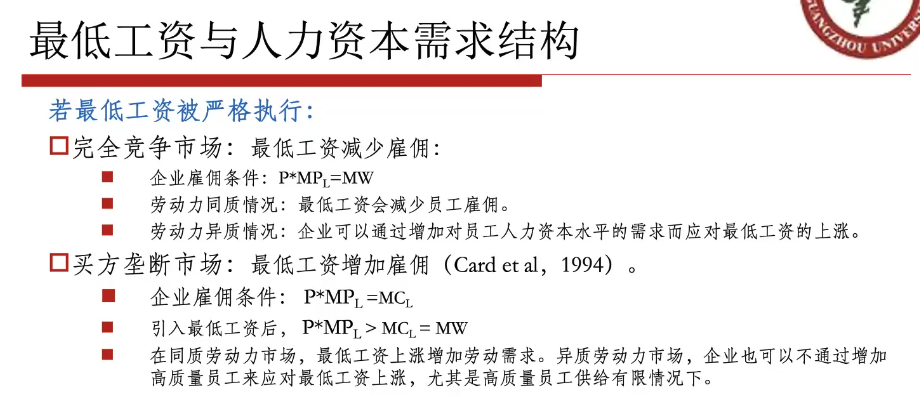 最低工资与人力资本需求结构
GUANGZHOU UNIVERS
若最低工资被严格执行：
完全竞争市场：最低工资减少雇佣：
企业雇佣条件：P*MPL=MW
劳动力同质情况：最低工资会减少员工雇佣。
劳动力异质情况：企业可以通过增加对员工人力资本水平的需求而应对最低工资的上涨。
买方垄断市场：最低工资增加雇佣（Card et al，1994）。
企业雇佣条件： P*MPL =MCL
引入最低工资后，P*MPL > MCL = MW
在同质劳动力市场，最低工资上涨增加劳动需求。异质劳动力市场，企业也可以不通过增加
高质量员工来应对最低工资上涨，尤其是高质量员工供给有限情况下。